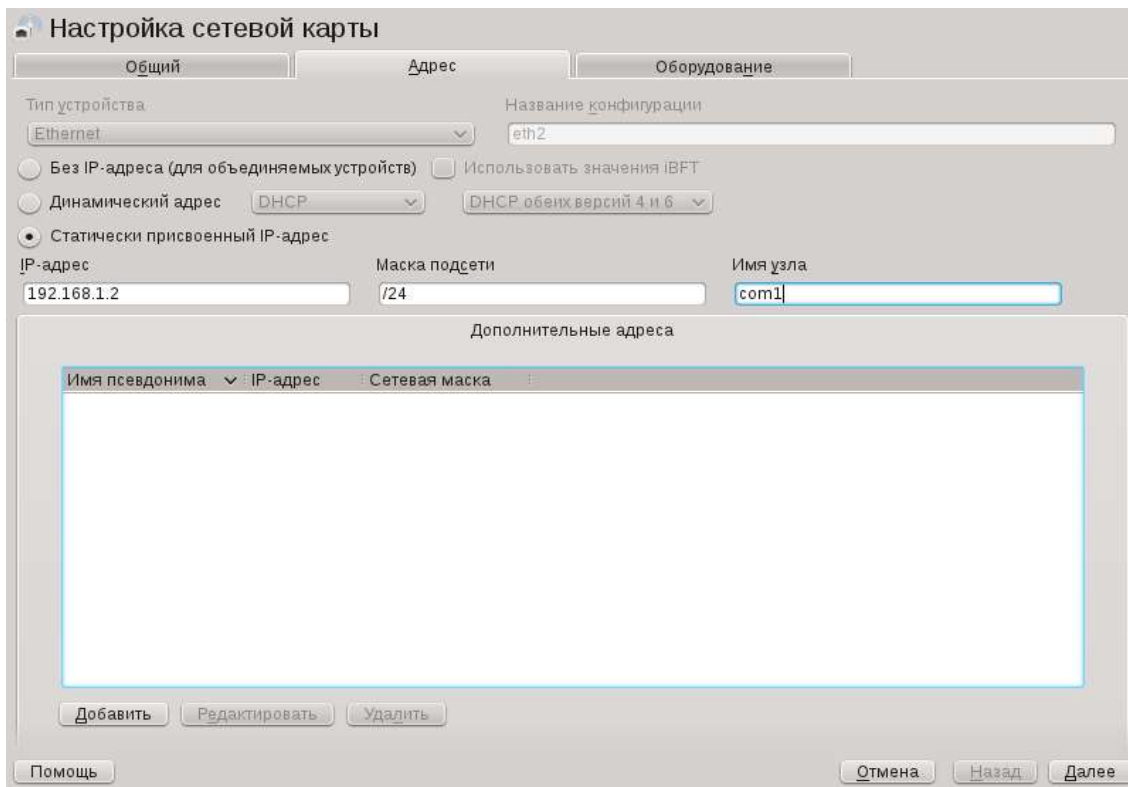 Настройка сетевой карты
Общий Адрес Оборудование
Тип устройства Название конфигурации
Ethernet eth2
Без IP-адреса (для объединяемых устройств) Использовать значения iBFT
Динамический адрес DHCP DHCP обеих версий 4 и 6
Статически присвоенный IP-адрес
IP-адрес Маска подсети Имя узла
192.168.1.2 /24 com1
Дополнительные адреса
Имя псевдонима IP-адрес Сетевая маска
Добавить Редактировать Удалить
Помощь Отмена Назад Далее